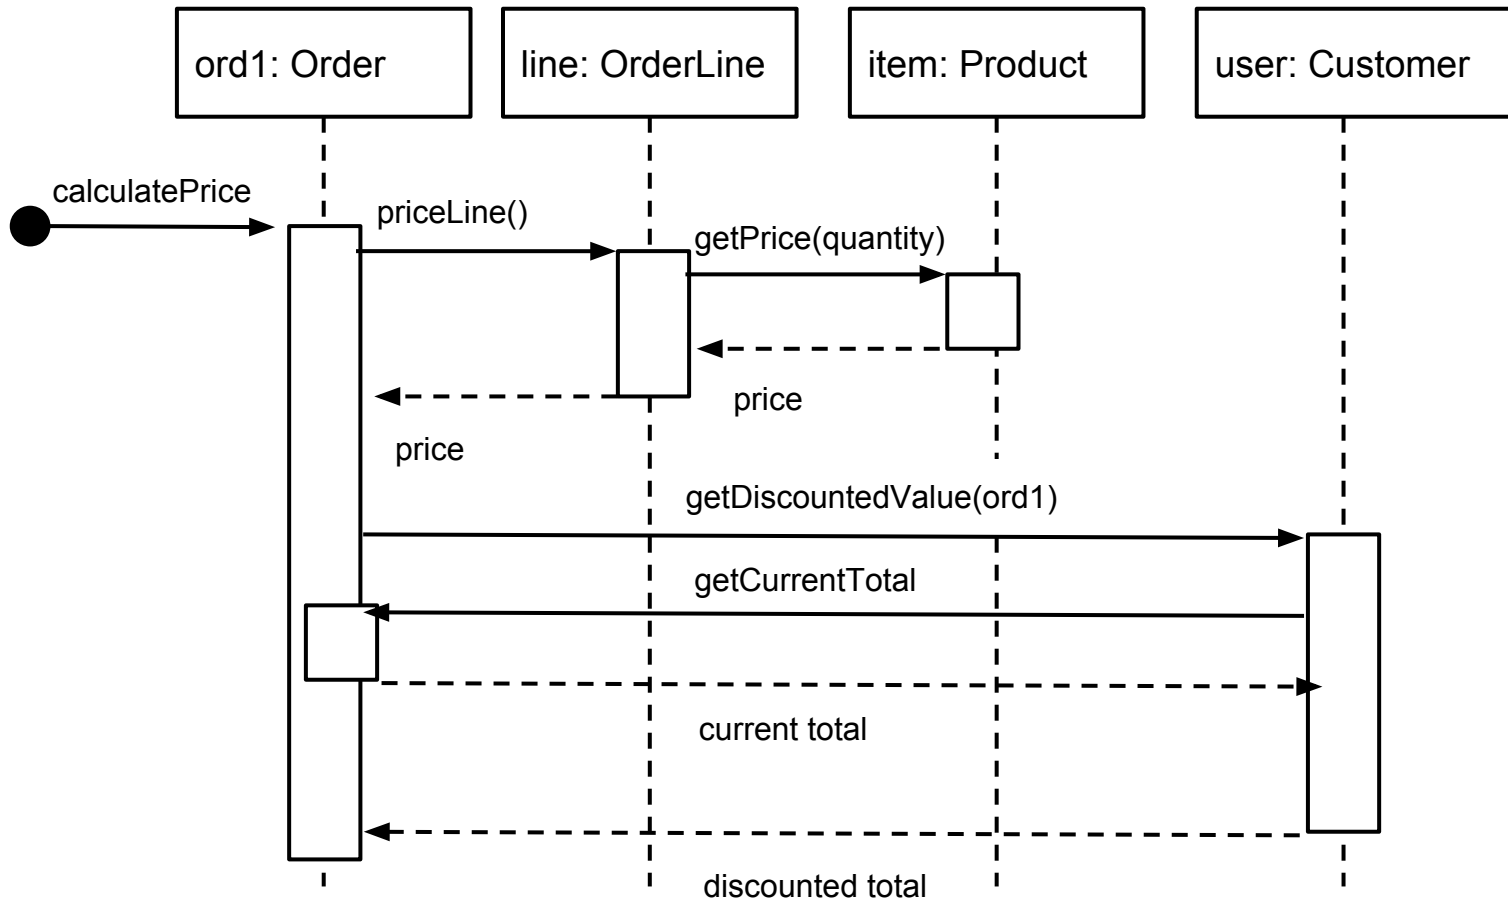 ord1: Order
line: OrderLine
item: Product
user: Customer
calculatePrice
priceLine()
getPrice(quantity)
price
price
getDiscountedValue(ord1)
getCurrentTotal
current total
discounted total